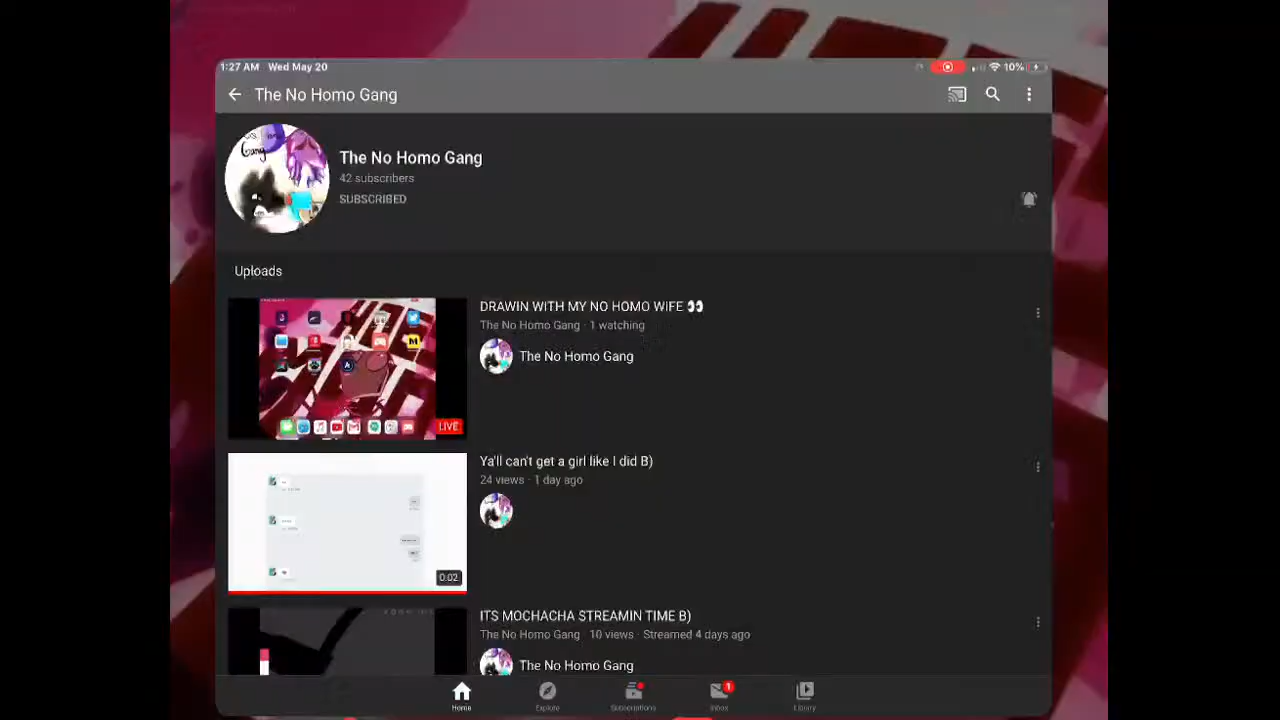 1:27 AM Wed May 20
10%
The No Homo Gang
Gang
The No Homo Gang
42 subscribers
SUBSCRIBED
Uploads
DRAWIN WITH MY NO HOMO WIFE 👀
The No Homo Gang · 1 watching
The No Homo Gang
LIVE
Ya'll can't get a girl like I did B)
24 views · 1 day ago
0:02
ITS MOCHACHA STREAMIN TIME B)
The No Homo Gang · 10 views · Streamed 4 days ago
The No Homo Gang
1
Home
Explore
Subscriptions
Inbox
Library